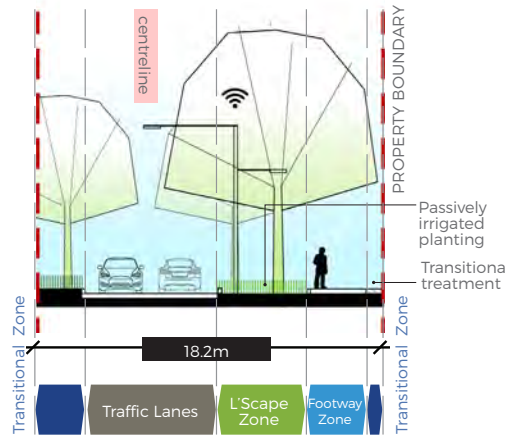 centreline
PROPERTY BOUNDARY
Passively
irrigated
planting
Transitiona
treatment
Transitional Zone
Transitional Zone
18.2m
Traffic Lanes
L'Scape
Zone
Footway
Zone